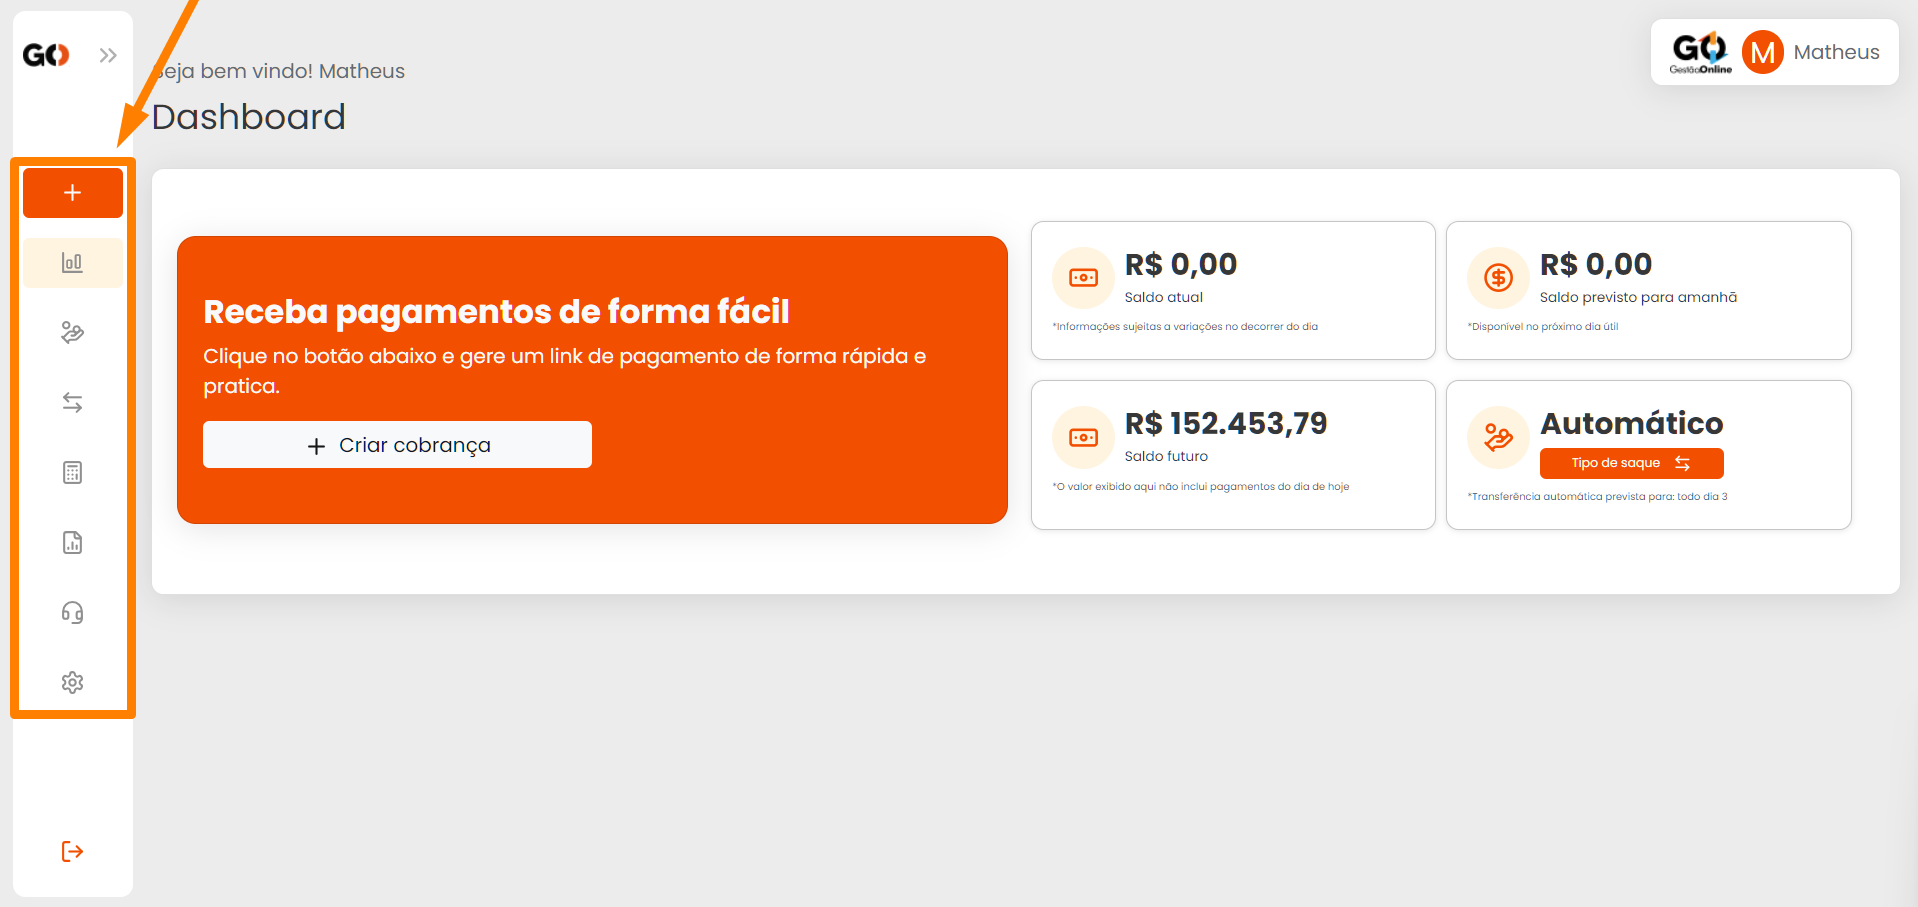 GO
Seja bem vindo! Matheus
Dashboard
GO
GestãoOnline
M
Matheus
Receba pagamentos de forma fácil
Clique no botão abaixo e gere um link de pagamento de forma rápida e
pratica.
Criar cobrança
R$ 0,00
Saldo atual
*Informações sujeitas a variações no decorrer do dia
R$ 0,00
Saldo previsto para amanhã
*Disponível no próximo dia útil
R$ 152.453,79
Saldo futuro
*O valor exibido aqui não inclui pagamentos do dia de hoje
Automático
Tipo de saque
*Transferência automática prevista para: todo dia 3